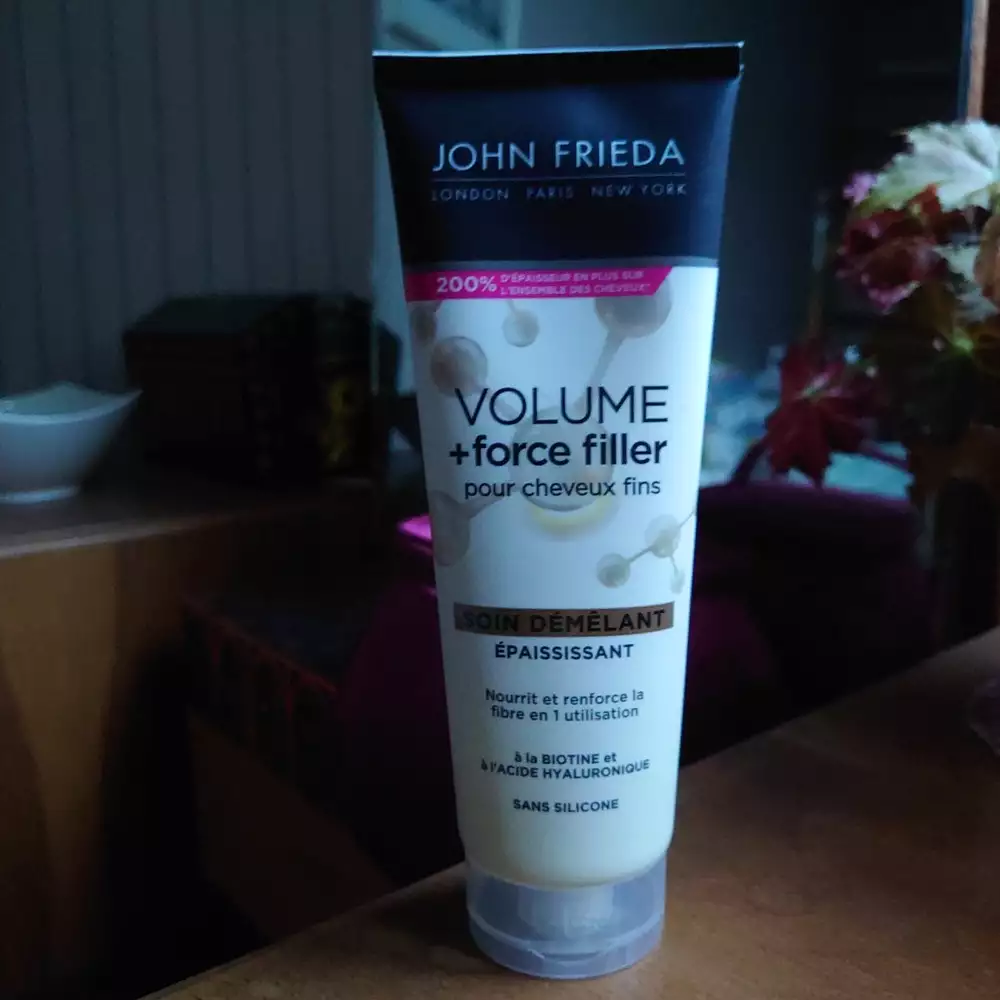 JOHN FRIEDA
LONDON PARIS NEW YORK
200% D'ÉPAISSEUR EN PLUS SUR
L'ENSEMBLE DES CHEVEUX*
VOLUME
+force filler
pour cheveux fins
SOIN DÉMÊLANT
ÉPAISSISSANT
Nourrit et renforce la
fibre en 1 utilisation
à la BIOTINE et
à l'ACIDE HYALURONIQUE
SANS SILICONE